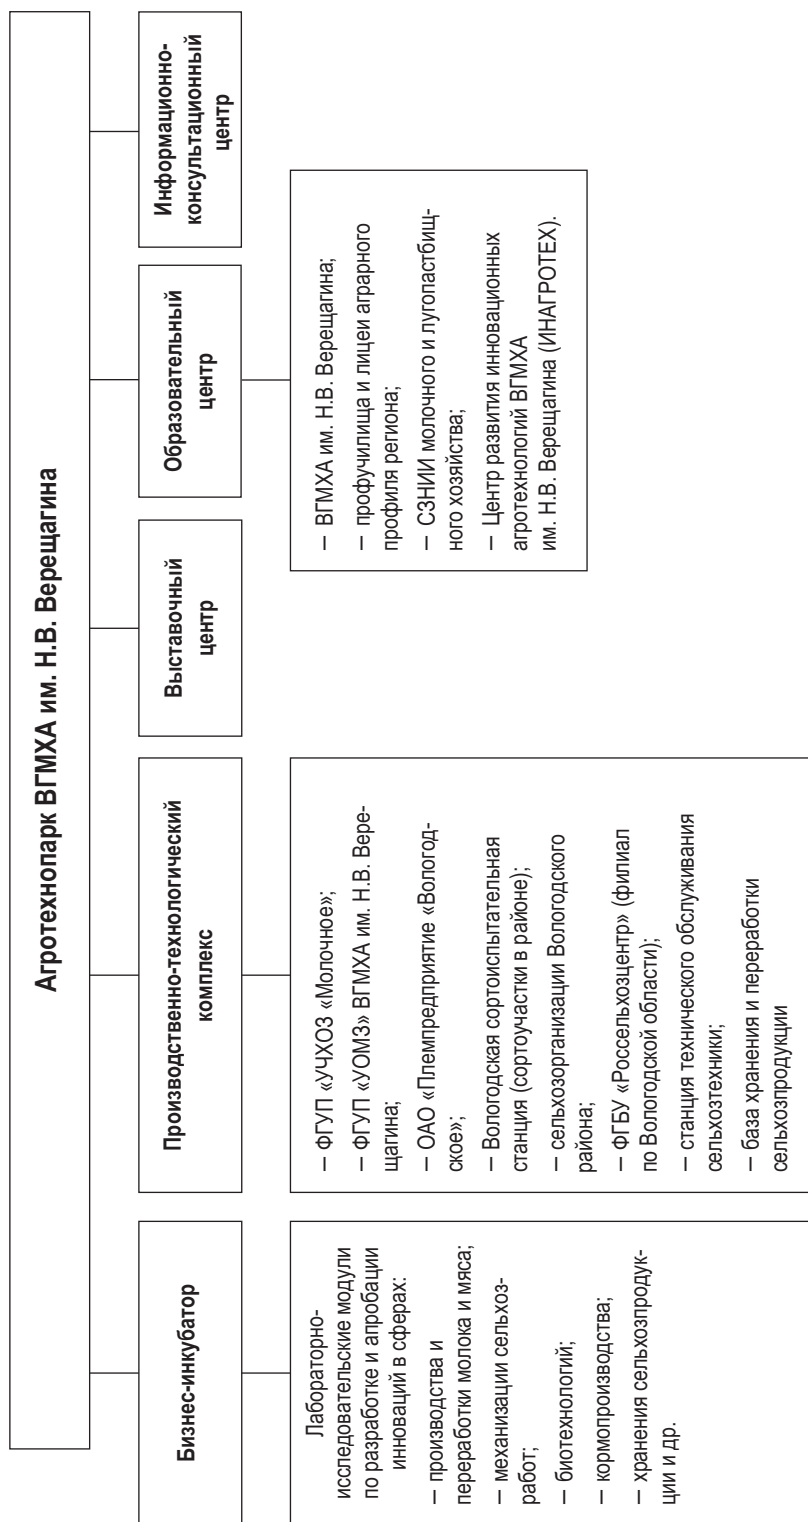 Агротехнопарк ВГМХА им. Н.В. Верещагина
Бизнес-инкубатор
Лабораторно-
исследовательские модули
по разработке и апробации
инноваций в сферах:
– производства и
переработки молока и мяса;
– механизации сельхоз-
работ;
– биотехнологий;
– кормопроизводства;
– хранения сельхозпродук-
ции и др.
Производственно-технологический
комплекс
– ФГУП «УЧХОЗ «Молочное»;
– ФГУП «УОМЗ» ВГМХА им. Н.В. Вере-
щагина;
– ОАО «Племпредприятие «Вологод-
ское»;
– Вологодская сортоиспытательная
станция (сортоучастки в районе);
– сельхозорганизации Вологодского
района;
– ФГБУ «Россельхозцентр» (филиал
по Вологодской области);
– станция технического обслуживания
сельхозтехники;
– база хранения и переработки
сельхозпродукции
Выставочный
центр
Образовательный
центр
– ВГМХА им. Н.В. Верещагина;
– профучилища и лицеи аграрного
профиля региона;
– СЗНИИ молочного и лугопастбищ-
ного хозяйства;
– Центр развития инновационных
агротехнологий ВГМХА
им. Н.В. Верещагина (ИНАГРОТЕХ).
Информационно-
консультационный
центр